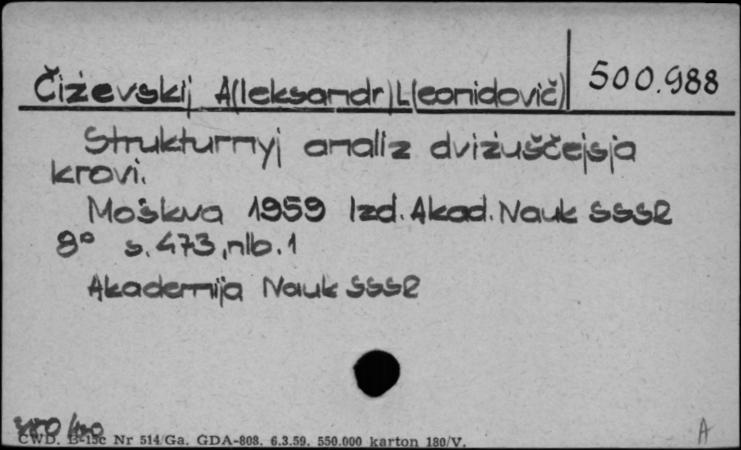 Čiževskij A(leksandr) L(eonidovič) 500.988
Strukturnyj analiz dvižuščejsja
krovi.
Moskva 1959 Izd. Akad. Nauk SSSR
8° s. 473, nlb. 1
Akademija Nauk SSSR
CWD. B-15c Nr 514/Ga. GDA-808. 6.3.59. 550.000 karton 180/V.
A